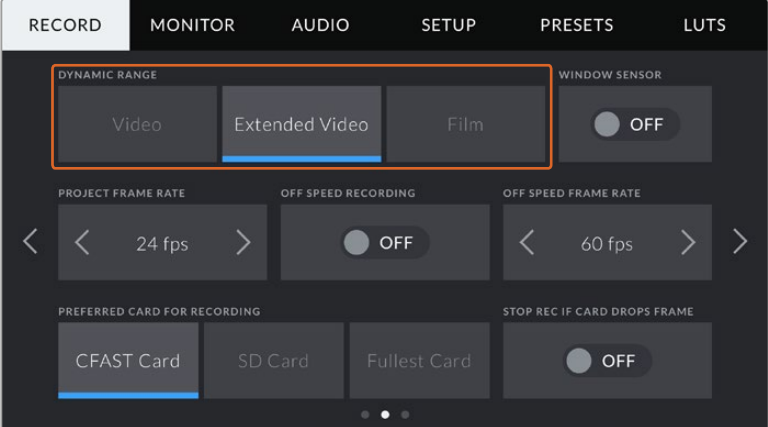 RECORD MONITOR AUDIO SETUP PRESETS LUTS
DYNAMIC RANGE WINDOW SENSOR
Video Extended Video Film OFF
PROJECT FRAME RATE OFF SPEED RECORDING OFF SPEED FRAME RATE
24 fps OFF 60 fps
PREFERRED CARD FOR RECORDING STOP REC IF CARD DROPS FRAME
CFAST Card SD Card Fullest Card OFF